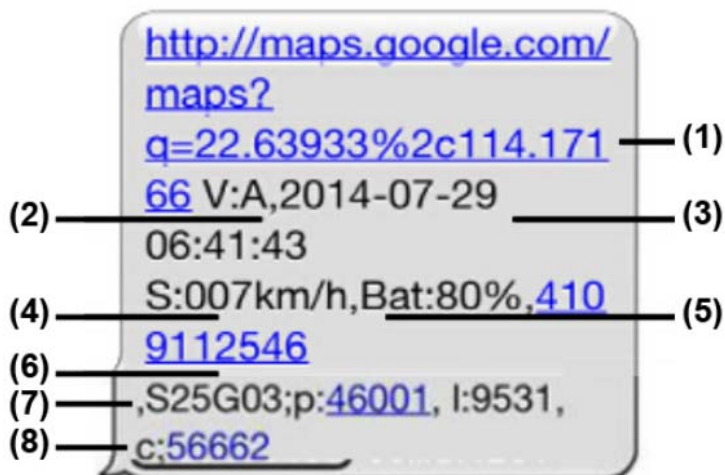 http://maps.google.com/
maps?
q=22.63933%2c114.171 (1)
66 V:A,2014-07-29
(2) (3)
06:41:43
S:007km/h,Bat:80%,410
(4) (5)
9112546
(6)
(7) ,S25G03;p:46001, l:9531,
(8) c;56662